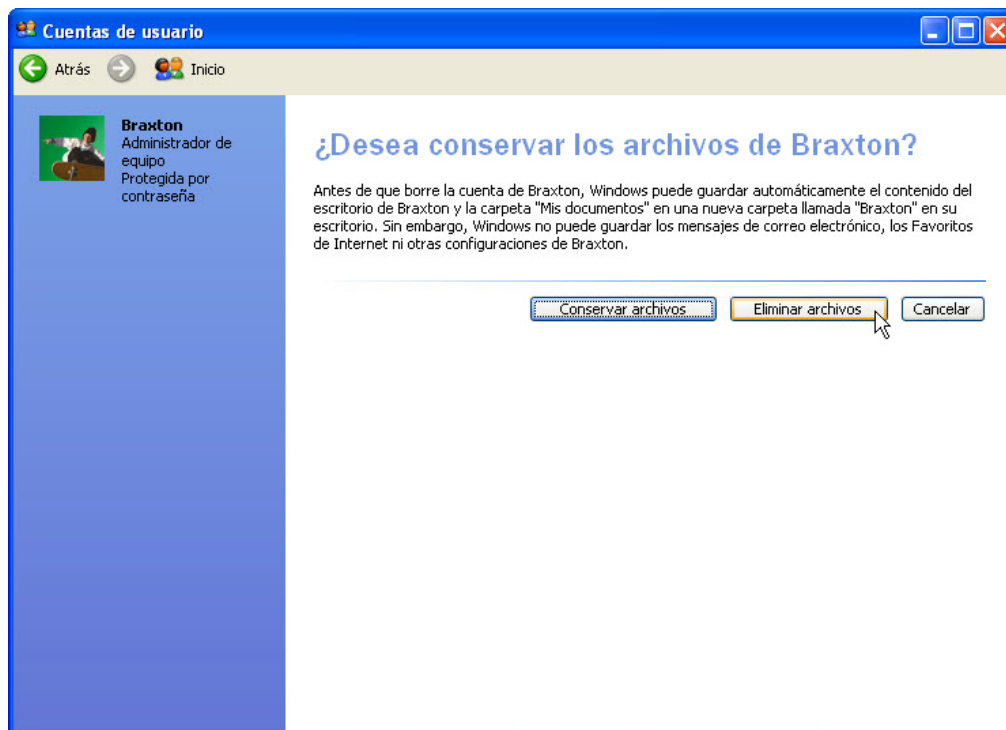 Cuentas de usuario
Atrás Inicio
Braxton
Administrador de
equipo
Protegida por
contraseña
¿Desea conservar los archivos de Braxton?
Antes de que borre la cuenta de Braxton, Windows puede guardar automáticamente el contenido del
escritorio de Braxton y la carpeta "Mis documentos" en una nueva carpeta llamada "Braxton" en su
escritorio. Sin embargo, Windows no puede guardar los mensajes de correo electrónico, los Favoritos
de Internet ni otras configuraciones de Braxton.
Conservar archivos Eliminar archivos Cancelar